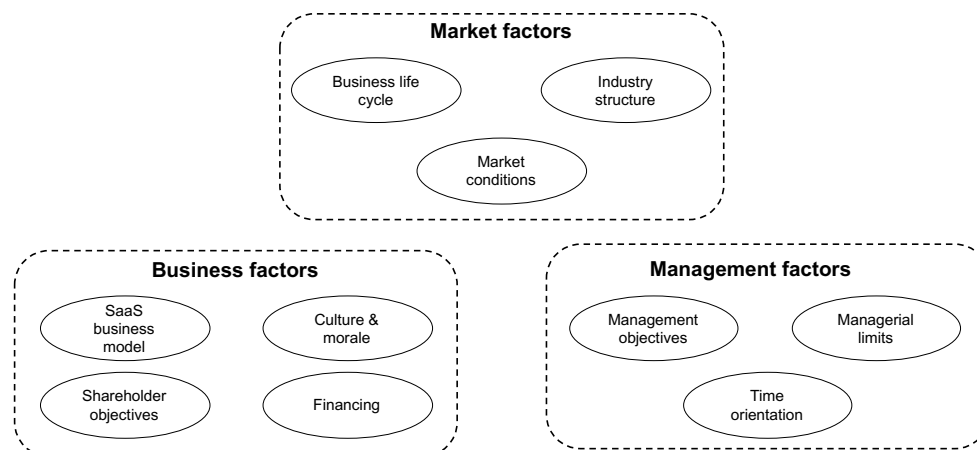 Market factors
Business life
cycle
Industry
structure
Market
conditions
Business factors
SaaS
business
model
Culture &
morale
Shareholder
objectives
Financing
Management factors
Management
objectives
Managerial
limits
Time
orientation